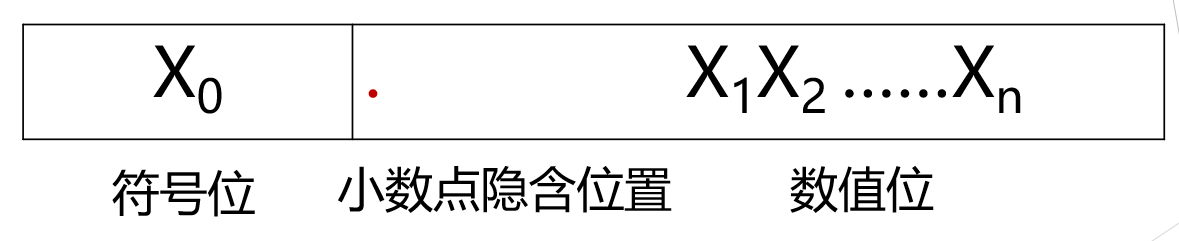 X₀ . X₁X₂ ……Xₙ
符号位 小数点隐含位置 数值位